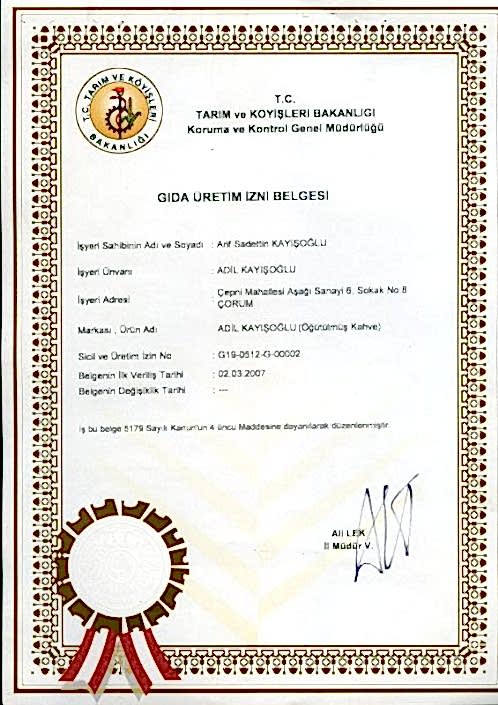 T.C. TARIM VE KÖYİŞLERİ
BAKANLIĞI
T.C.
TARIM ve KÖYİŞLERİ BAKANLIGI
Koruma ve Kontrol Genel Müdürlüğü
GIDA ÜRETİM İZNİ BELGESİ
İşyeri Sahibinin Adı ve Soyadı : Arif Sadettin KAYIŞOĞLU
İşyeri Ünvanı : ADİL KAYIŞOĞLU
İşyeri Adresi : Çepni Mahallesi Aşağı Sanayi 6. Sokak No:8
ÇORUM
Markası , Ürün Adı ADİL KAYIŞOĞLU (Öğütülmüş Kahve)
Sicil ve Üretim İzin No : G19-0512-G-00002
Belgenin İlk Veriliş Tarihi : 02.03.2007
Belgenin Değişiklik Tarihi : ---
İş bu belge 5179 Sayılı Kanun'un 4 üncü Maddesine dayanılarak düzenlenmiştir.
Ali LEK
İl Müdür V.